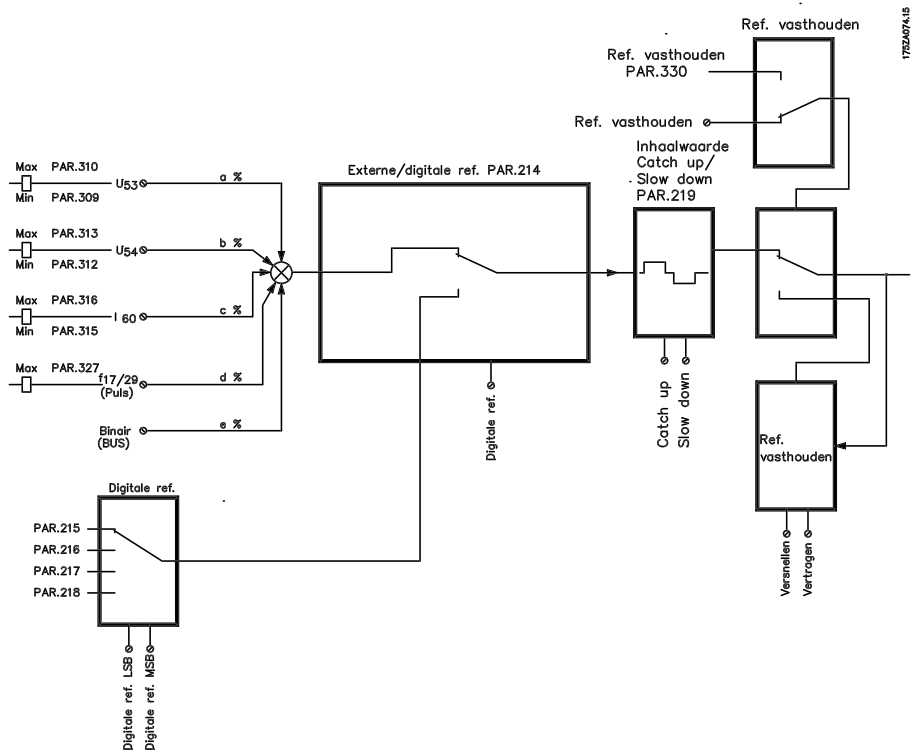 175ZA074.15
Ref. vasthouden
Ref. vasthouden
PAR.330
Ref. vasthouden
Inhaalwaarde
Catch up/
Slow down
PAR.219
Max PAR.310
U53
a %
Min PAR.309
Externe/digitale ref. PAR.214
Max PAR.313
U54
b %
Min PAR.312
Max PAR.316
I 60
c %
Min PAR.315
Max PAR.327
f17/29
(Puls)
d %
Binair
(BUS)
e %
Digitale ref.
Catch up
Slow down
Ref.
vasthouden
Versnellen
Vertragen
Digitale ref.
PAR.215
PAR.216
PAR.217
PAR.218
Digitale ref. LSB
Digitale ref. MSB